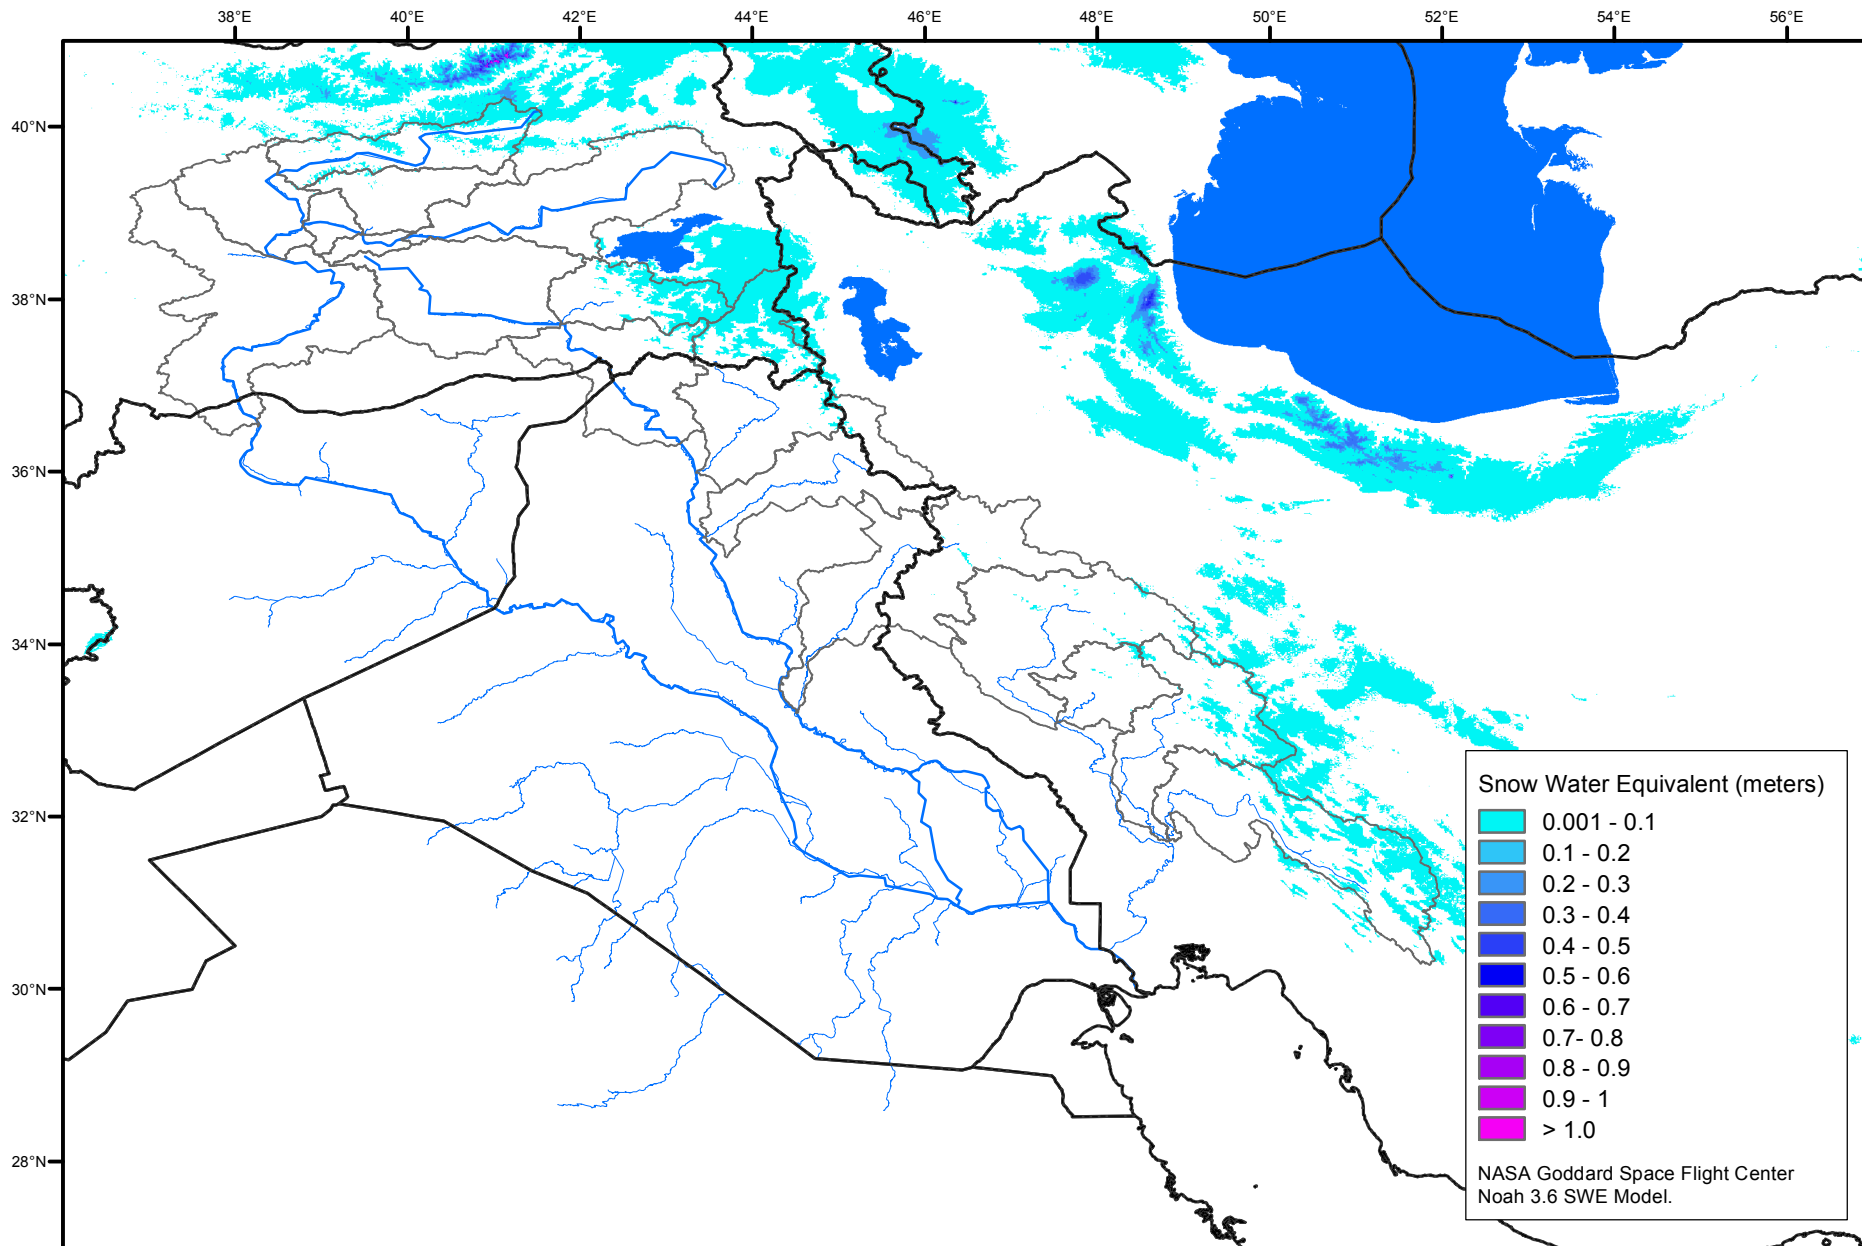 38°E 40°E 42°E 44°E 46°E 48°E 50°E 52°E 54°E 56°E
40°N
38°N
36°N
34°N
32°N
30°N
28°N
Snow Water Equivalent (meters)
0.001 - 0.1
0.1 - 0.2
0.2 - 0.3
0.3 - 0.4
0.4 - 0.5
0.5 - 0.6
0.6 - 0.7
0.7- 0.8
0.8 - 0.9
0.9 - 1
> 1.0
NASA Goddard Space Flight Center
Noah 3.6 SWE Model.